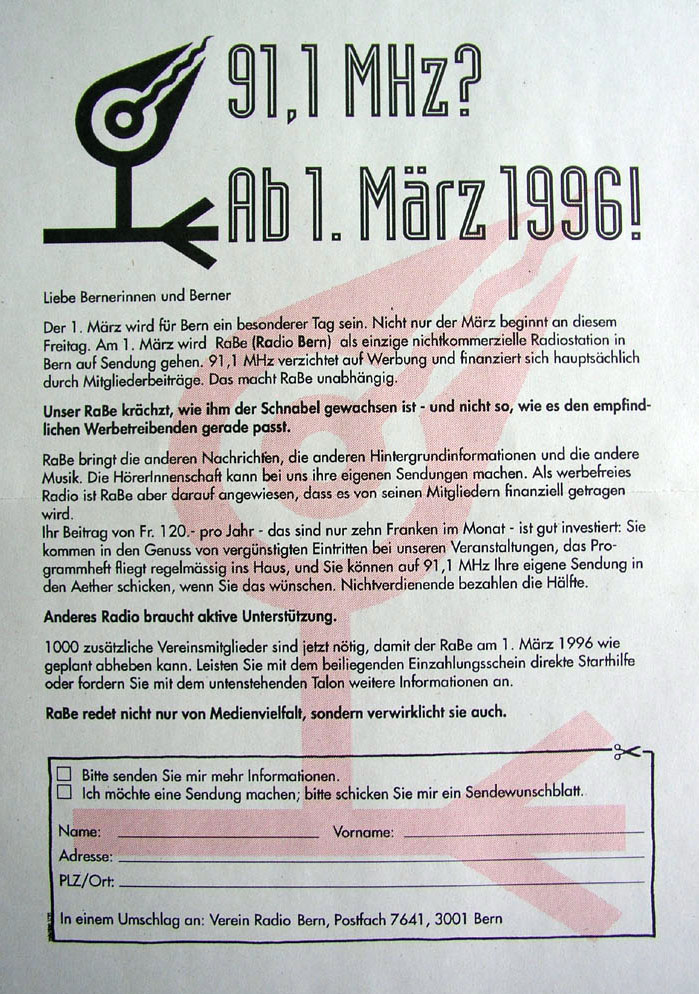 91,1 MHz?
Ab 1. März 1996!
Liebe Bernerinnen und Berner
Der 1. März wird für Bern ein besonderer Tag sein. Nicht nur der März beginnt an diesem
Freitag. Am 1. März wird RaBe (Radio Bern) als einzige nichtkommerzielle Radiostation in
Bern auf Sendung gehen. 91,1 MHz verzichtet auf Werbung und finanziert sich hauptsächlich
durch Mitgliederbeiträge. Das macht RaBe unabhängig.
Unser RaBe krächzt, wie ihm der Schnabel gewachsen ist - und nicht so, wie es den empfind-
lichen Werbetreibenden gerade passt.
RaBe bringt die anderen Nachrichten, die anderen Hintergrundinformationen und die andere
Musik. Die HörerInnenschaft kann bei uns ihre eigenen Sendungen machen. Als werbefreies
Radio ist RaBe aber darauf angewiesen, dass es von seinen Mitgliedern finanziell getragen
wird.
Ihr Beitrag von Fr. 120.- pro Jahr - das sind nur zehn Franken im Monat - ist gut investiert: Sie
kommen in den Genuss von vergünstigten Eintritten bei unseren Veranstaltungen, das Pro-
grammheft fliegt regelmässig ins Haus, und Sie können auf 91,1 MHz Ihre eigene Sendung in
den Aether schicken, wenn Sie das wünschen. Nichtverdienende bezahlen die Hälfte.
Anderes Radio braucht aktive Unterstützung.
1000 zusätzliche Vereinsmitglieder sind jetzt nötig, damit der RaBe am 1. März 1996 wie
geplant abheben kann. Leisten Sie mit dem beiliegenden Einzahlungsschein direkte Starthilfe
oder fordern Sie mit dem untenstehenden Talon weitere Informationen an.
RaBe redet nicht nur von Medienvielfalt, sondern verwirklicht sie auch.
Bitte senden Sie mir mehr Informationen.
Ich möchte eine Sendung machen; bitte schicken Sie mir ein Sendewunschblatt.
Name: Vorname:
Adresse:
PLZ/Ort:
In einem Umschlag an: Verein Radio Bern, Postfach 7641, 3001 Bern